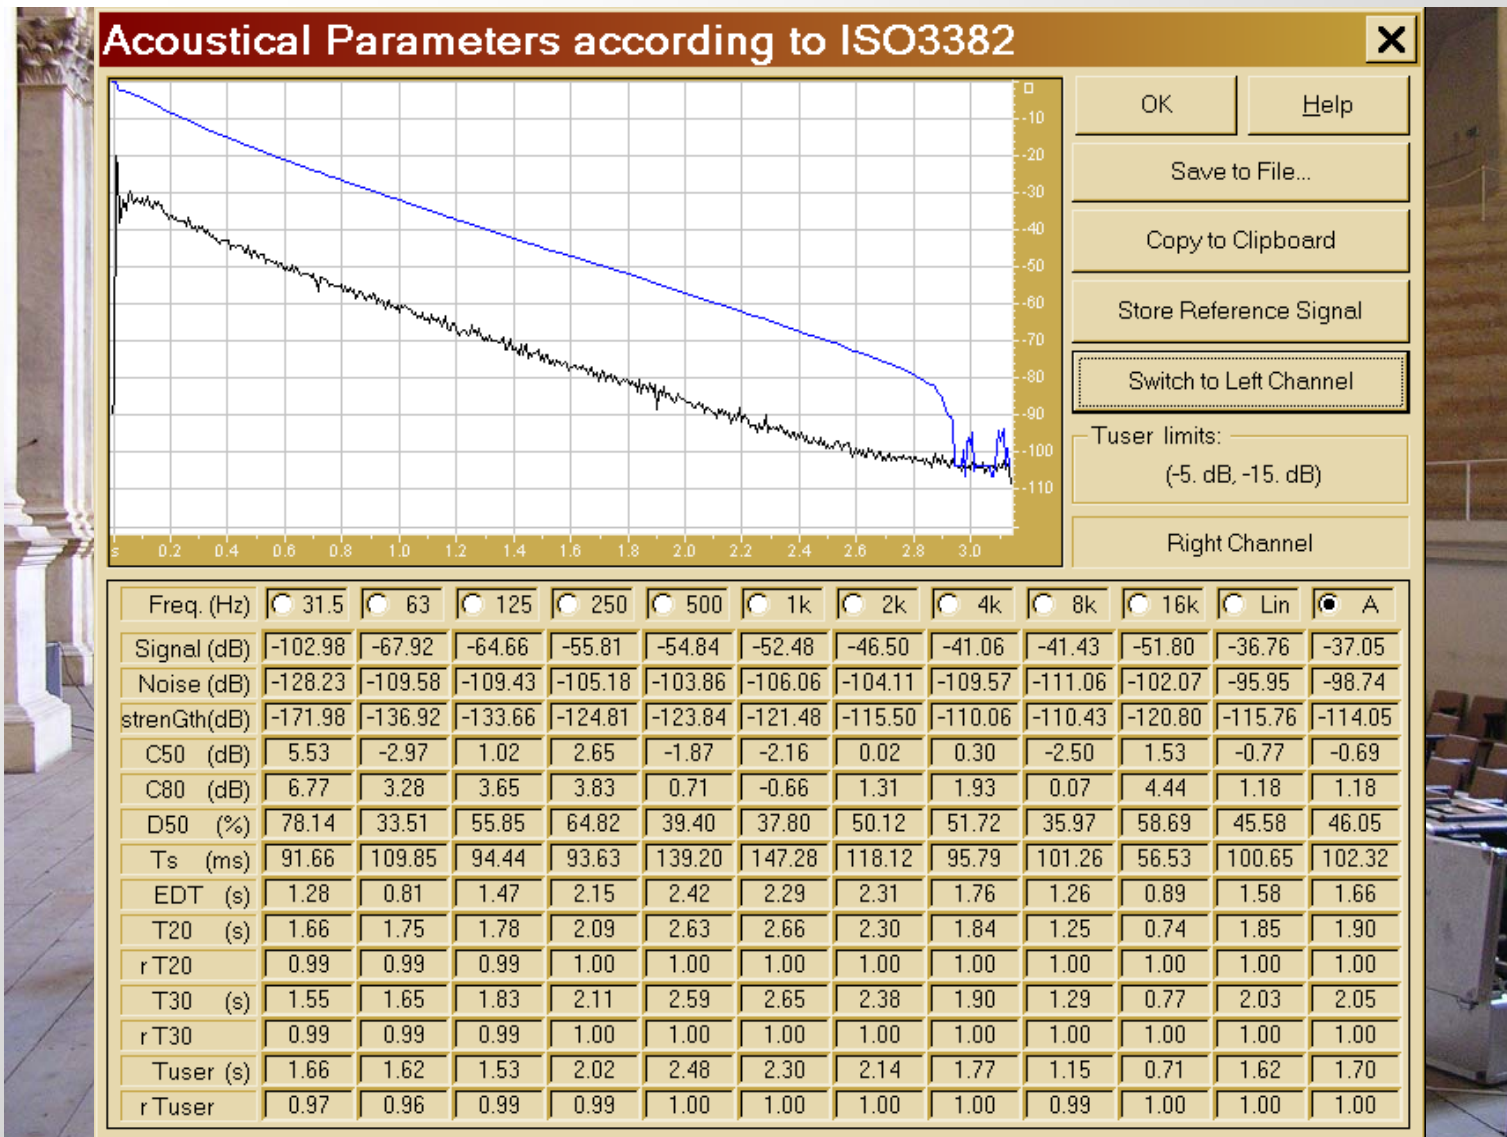 Acoustical Parameters according to ISO3382
OK
Help
Save to File...
Copy to Clipboard
Store Reference Signal
Switch to Left Channel
Tuser limits:
(-5. dB, -15. dB)
Right Channel
-10
-20
-30
-40
-50
-60
-70
-80
-90
-100
-110
s 0.2 0.4 0.6 0.8 1.0 1.2 1.4 1.6 1.8 2.0 2.2 2.4 2.6 2.8 3.0
Freq. (Hz) 31.5 63 125 250 500 1k 2k 4k 8k 16k Lin A
Signal (dB) -102.98 -67.92 -64.66 -55.81 -54.84 -52.48 -46.50 -41.06 -41.43 -51.80 -36.76 -37.05
Noise (dB) -128.23 -109.58 -109.43 -105.18 -103.86 -106.06 -104.11 -109.57 -111.06 -102.07 -95.95 -98.74
strenGth(dB) -171.98 -136.92 -133.66 -124.81 -123.84 -121.48 -115.50 -110.06 -110.43 -120.80 -115.76 -114.05
C50 (dB) 5.53 -2.97 1.02 2.65 -1.87 -2.16 0.02 0.30 -2.50 1.53 -0.77 -0.69
C80 (dB) 6.77 3.28 3.65 3.83 0.71 -0.66 1.31 1.93 0.07 4.44 1.18 1.18
D50 (%) 78.14 33.51 55.85 64.82 39.40 37.80 50.12 51.72 35.97 58.69 45.58 46.05
Ts (ms) 91.66 109.85 94.44 93.63 139.20 147.28 118.12 95.79 101.26 56.53 100.65 102.32
EDT (s) 1.28 0.81 1.47 2.15 2.42 2.29 2.31 1.76 1.26 0.89 1.58 1.66
T20 (s) 1.66 1.75 1.78 2.09 2.63 2.66 2.30 1.84 1.25 0.74 1.85 1.90
r T20 0.99 0.99 0.99 1.00 1.00 1.00 1.00 1.00 1.00 1.00 1.00 1.00
T30 (s) 1.55 1.65 1.83 2.11 2.59 2.65 2.38 1.90 1.29 0.77 2.03 2.05
r T30 0.99 0.99 0.99 1.00 1.00 1.00 1.00 1.00 1.00 1.00 1.00 1.00
Tuser (s) 1.66 1.62 1.53 2.02 2.48 2.30 2.14 1.77 1.15 0.71 1.62 1.70
r Tuser 0.97 0.96 0.99 0.99 1.00 1.00 1.00 1.00 0.99 1.00 1.00 1.00